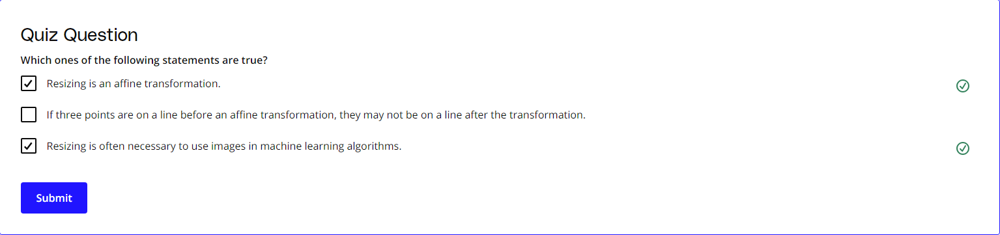 Quiz Question
Which ones of the following statements are true?
Resizing is an affine transformation.
If three points are on a line before an affine transformation, they may not be on a line after the transformation.
Resizing is often necessary to use images in machine learning algorithms.
Submit